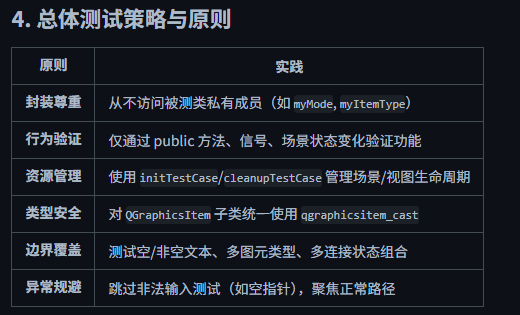 4. 总体测试策略与原则
原则 实践
封装尊重 从不访问被测类私有成员（如 myMode, myItemType）
行为验证 仅通过 public 方法、信号、场景状态变化验证功能
资源管理 使用 initTestCase/cleanupTestCase 管理场景/视图生命周期
类型安全 对 QGraphicsItem 子类统一使用 qgraphicsitem_cast
边界覆盖 测试空/非空文本、多图元类型、多连接状态组合
异常规避 跳过非法输入测试（如空指针），聚焦正常路径